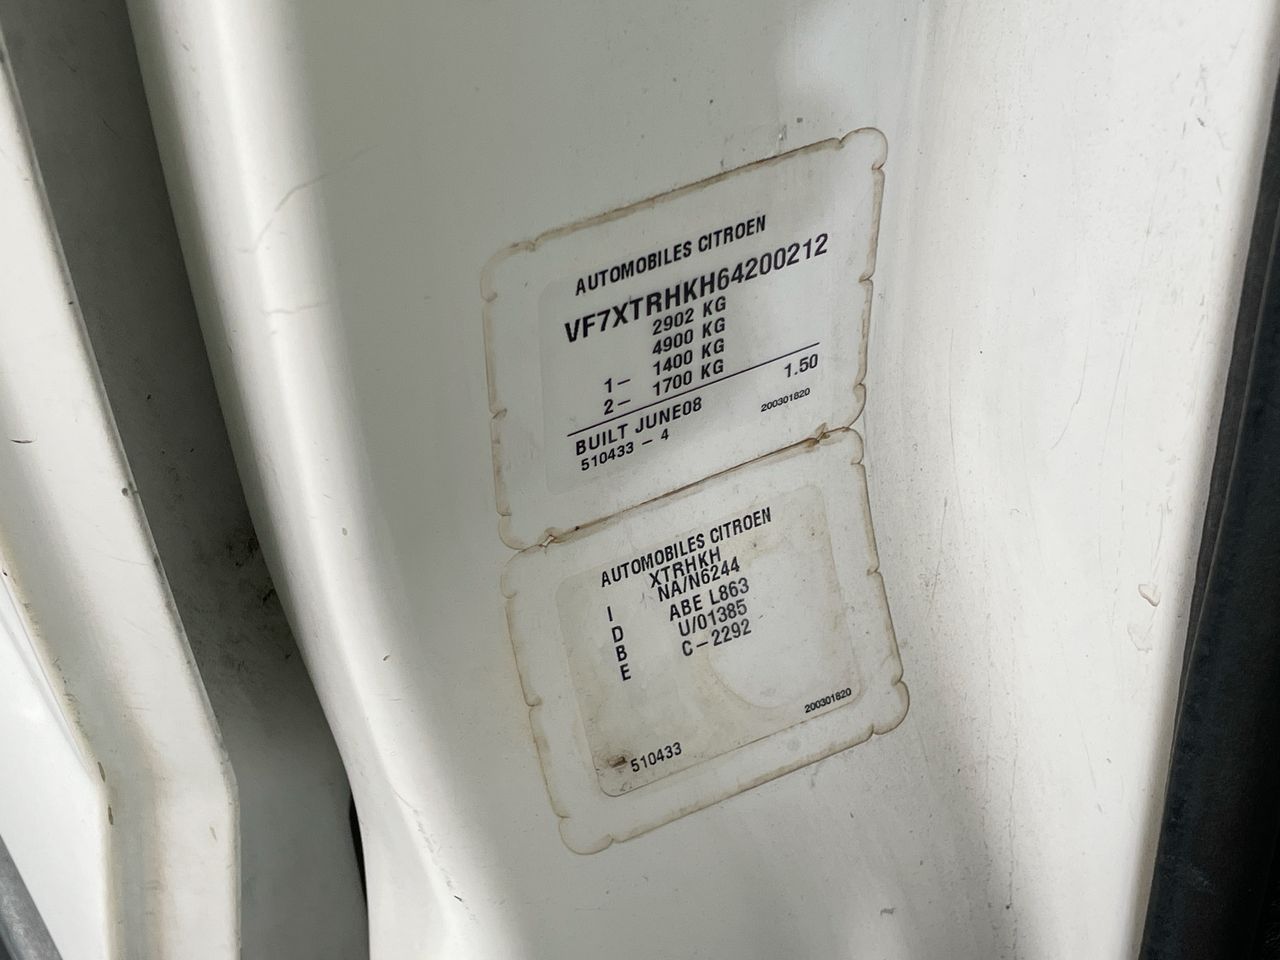 AUTOMOBILES CITROEN
VF7XTRHKH64200212
2902 KG
4900 KG
1- 1400 KG
2- 1700 KG
1.50
BUILT JUNE08
200301820
510433 - 4
AUTOMOBILES CITROEN
XTRHKH
I NA/N6244
D ABE L863
B U/01385
E C-2292
200301820
510433